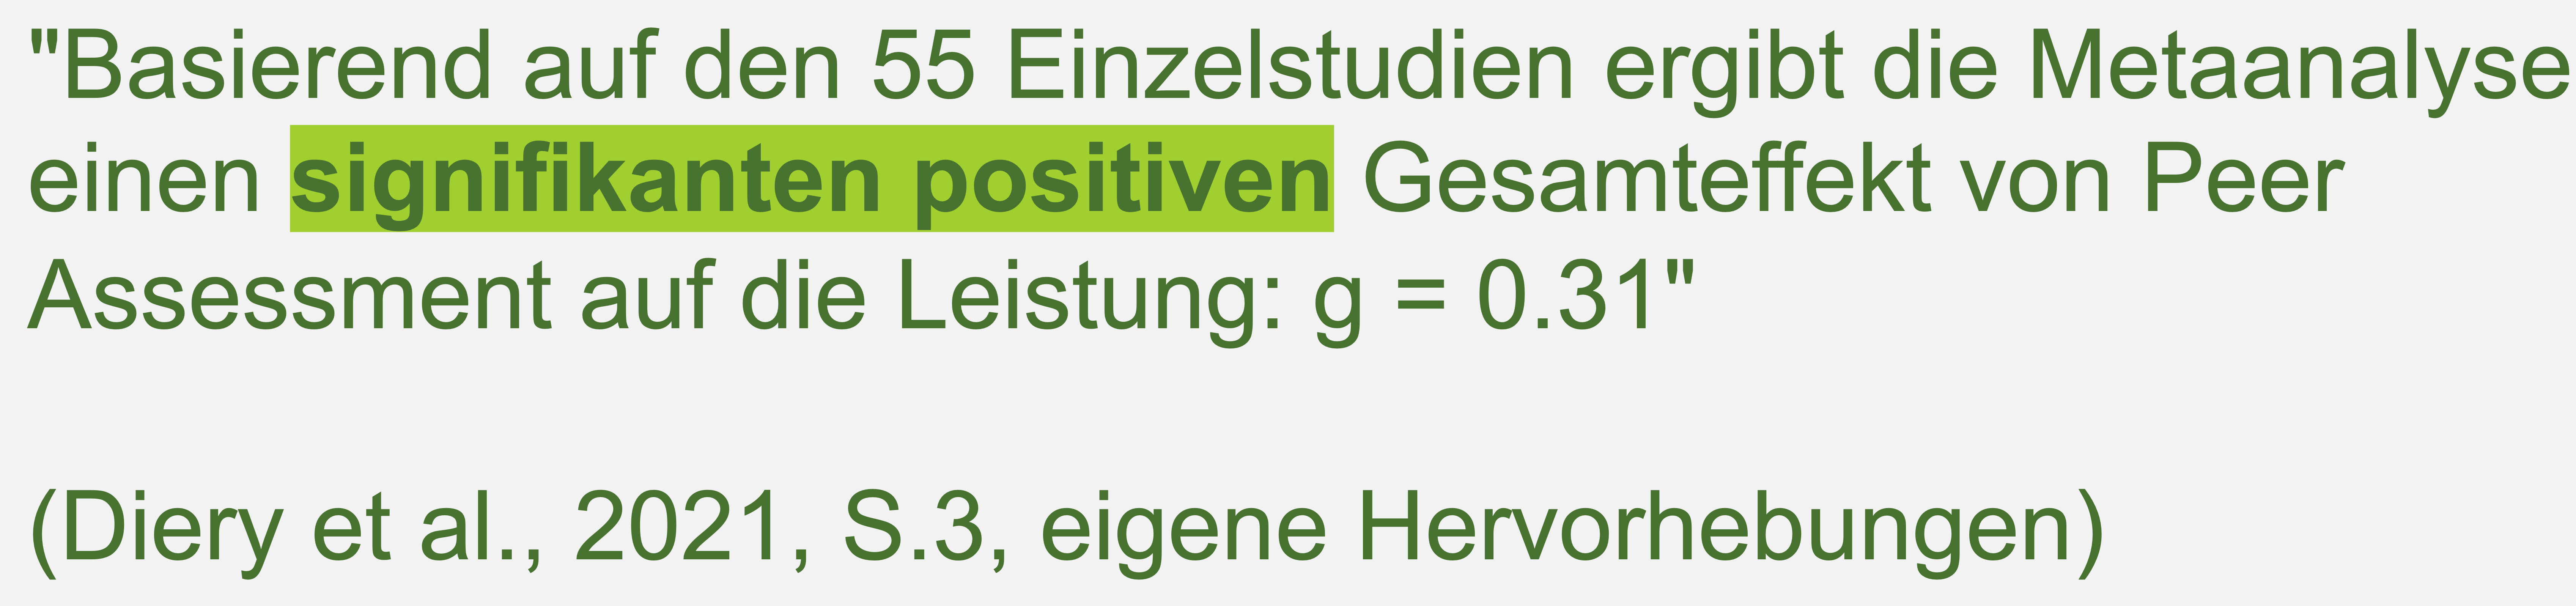 "Basierend auf den 55 Einzelstudien ergibt die Metaanalyse
einen signifikanten positiven Gesamteffekt von Peer
Assessment auf die Leistung: g = 0.31"
(Diery et al., 2021, S.3, eigene Hervorhebungen)